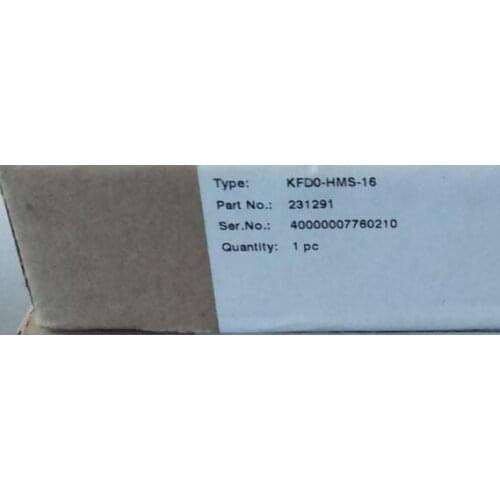 Type: KFD0-HMS-16
Part No.: 231291
Ser.No.: 40000007760210
Quantity: 1 pc